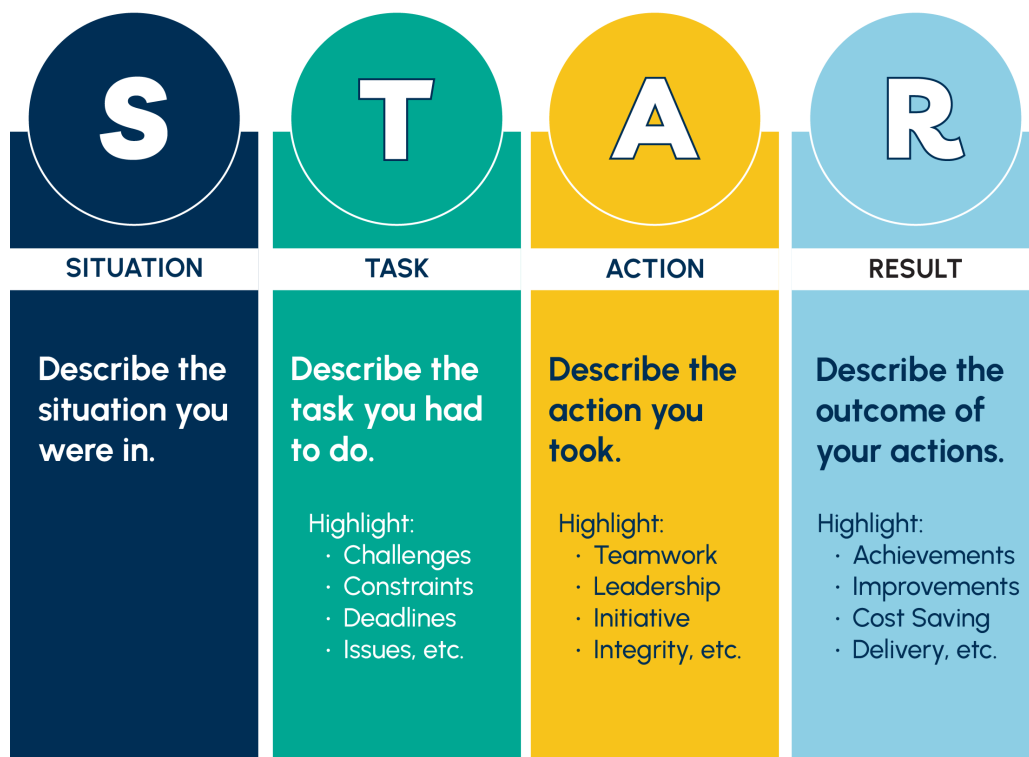 S
SITUATION
Describe the
situation you
were in.
T
TASK
Describe the
task you had
to do.
Highlight:
· Challenges
· Constraints
· Deadlines
· Issues, etc.
A
ACTION
Describe the
action you
took.
Highlight:
· Teamwork
· Leadership
· Initiative
· Integrity, etc.
R
RESULT
Describe the
outcome of
your actions.
Highlight:
· Achievements
· Improvements
· Cost Saving
· Delivery, etc.